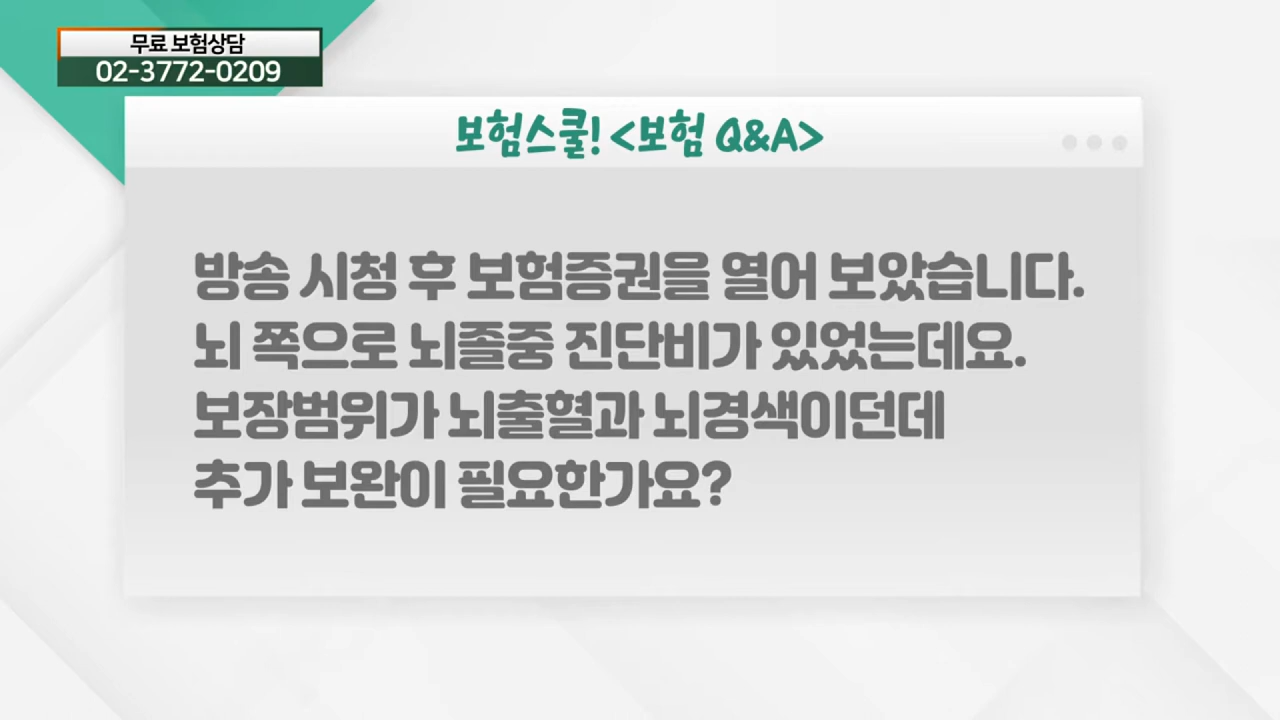 무료 보험상담
02-3772-0209
보험스쿨! <보험 Q&A>
방송 시청 후 보험증권을 열어 보았습니다.
뇌 쪽으로 뇌졸중 진단비가 있었는데요.
보장범위가 뇌출혈과 뇌경색이던데
추가 보완이 필요한가요?